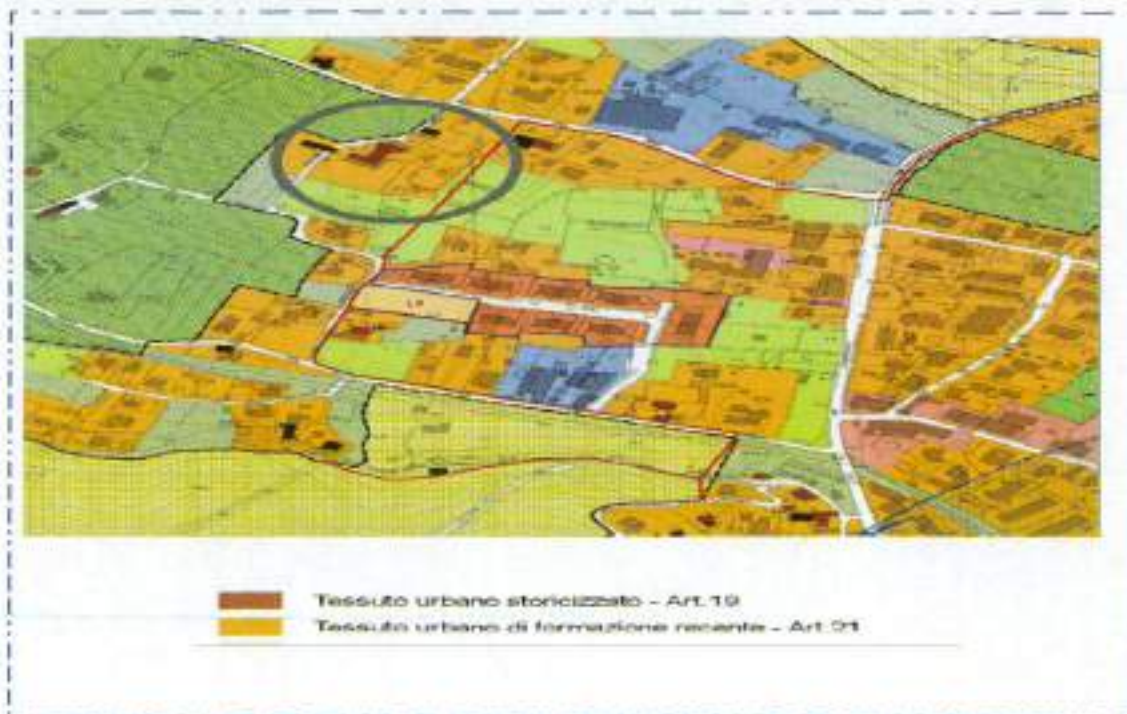 Tessuto urbano storicizzato - Art. 19
Tessuto urbano di formazione recente - Art. 21